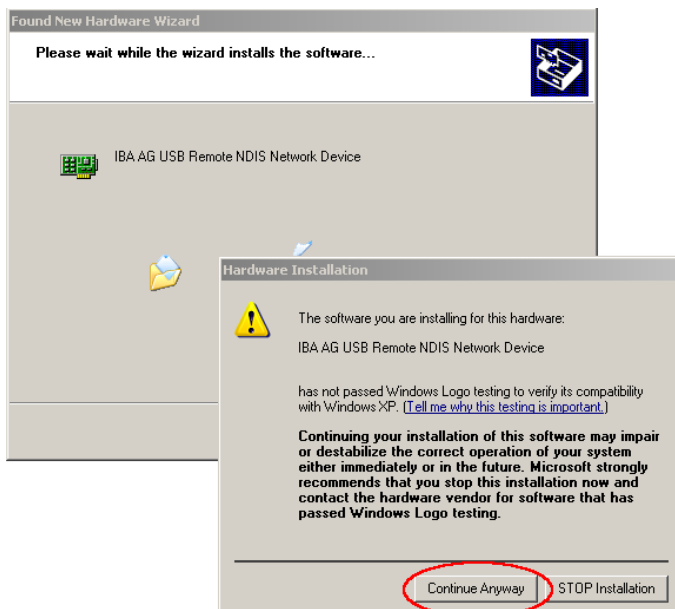 Found New Hardware Wizard
Please wait while the wizard installs the software...
IBA AG USB Remote NDIS Network Device
Hardware Installation
The software you are installing for this hardware:
IBA AG USB Remote NDIS Network Device
has not passed Windows Logo testing to verify its compatibility
with Windows XP. (Tell me why this testing is important.)
Continuing your installation of this software may impair
or destabilize the correct operation of your system
either immediately or in the future. Microsoft strongly
recommends that you stop this installation now and
contact the hardware vendor for software that has
passed Windows Logo testing.
Continue Anyway STOP Installation